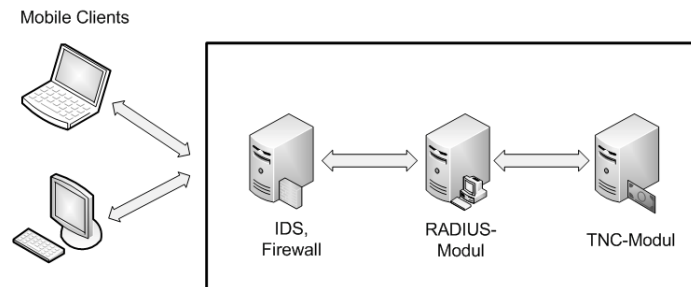 Mobile Clients
IDS,
Firewall
RADIUS-
Modul
TNC-Modul